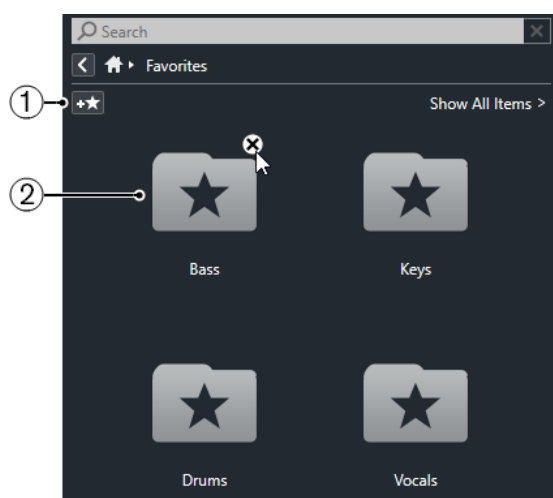 Search
Favorites
1
Show All Items >
2
Bass
Keys
Drums
Vocals